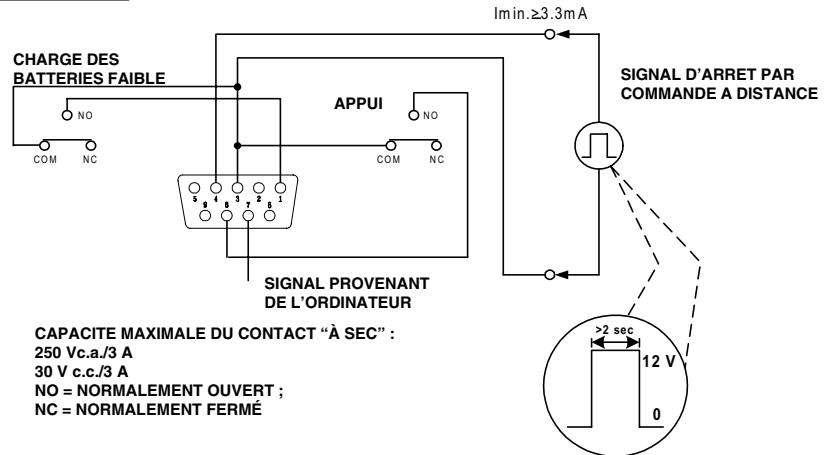 Imin.≥3.3mA
CHARGE DES
BATTERIES FAIBLE
NO
COM NC
APPUI
NO
COM NC
SIGNAL D'ARRET PAR
COMMANDE A DISTANCE
5 4 3 2 1
9 8 7 6
SIGNAL PROVENANT
DE L'ORDINATEUR
CAPACITE MAXIMALE DU CONTACT “À SEC” :
250 Vc.a./3 A
30 V c.c./3 A
NO = NORMALEMENT OUVERT ;
NC = NORMALEMENT FERMÉ
>2 sec
12 V
0